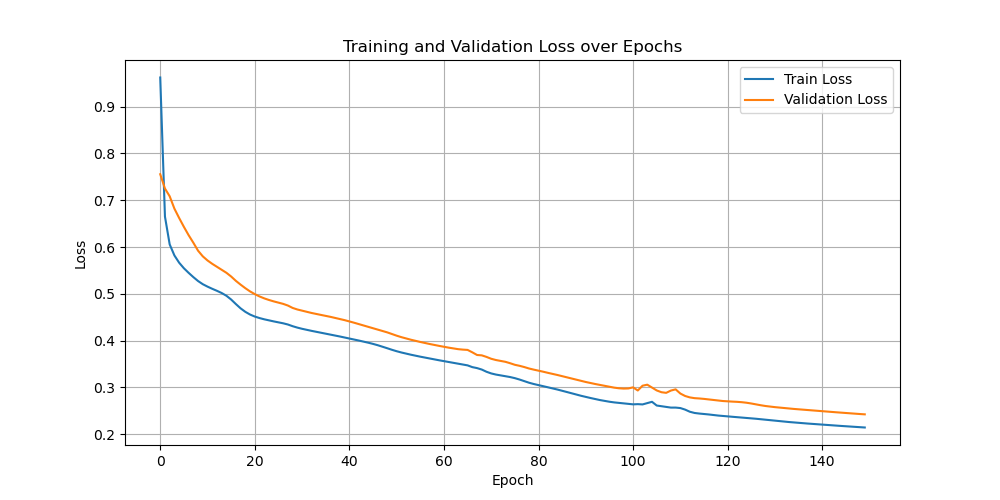 Training and Validation Loss over Epochs
Train Loss
Validation Loss
0.9
0.8
0.7
0.6
0.5
0.4
0.3
0.2
Loss
0 20 40 60 80 100 120 140
Epoch